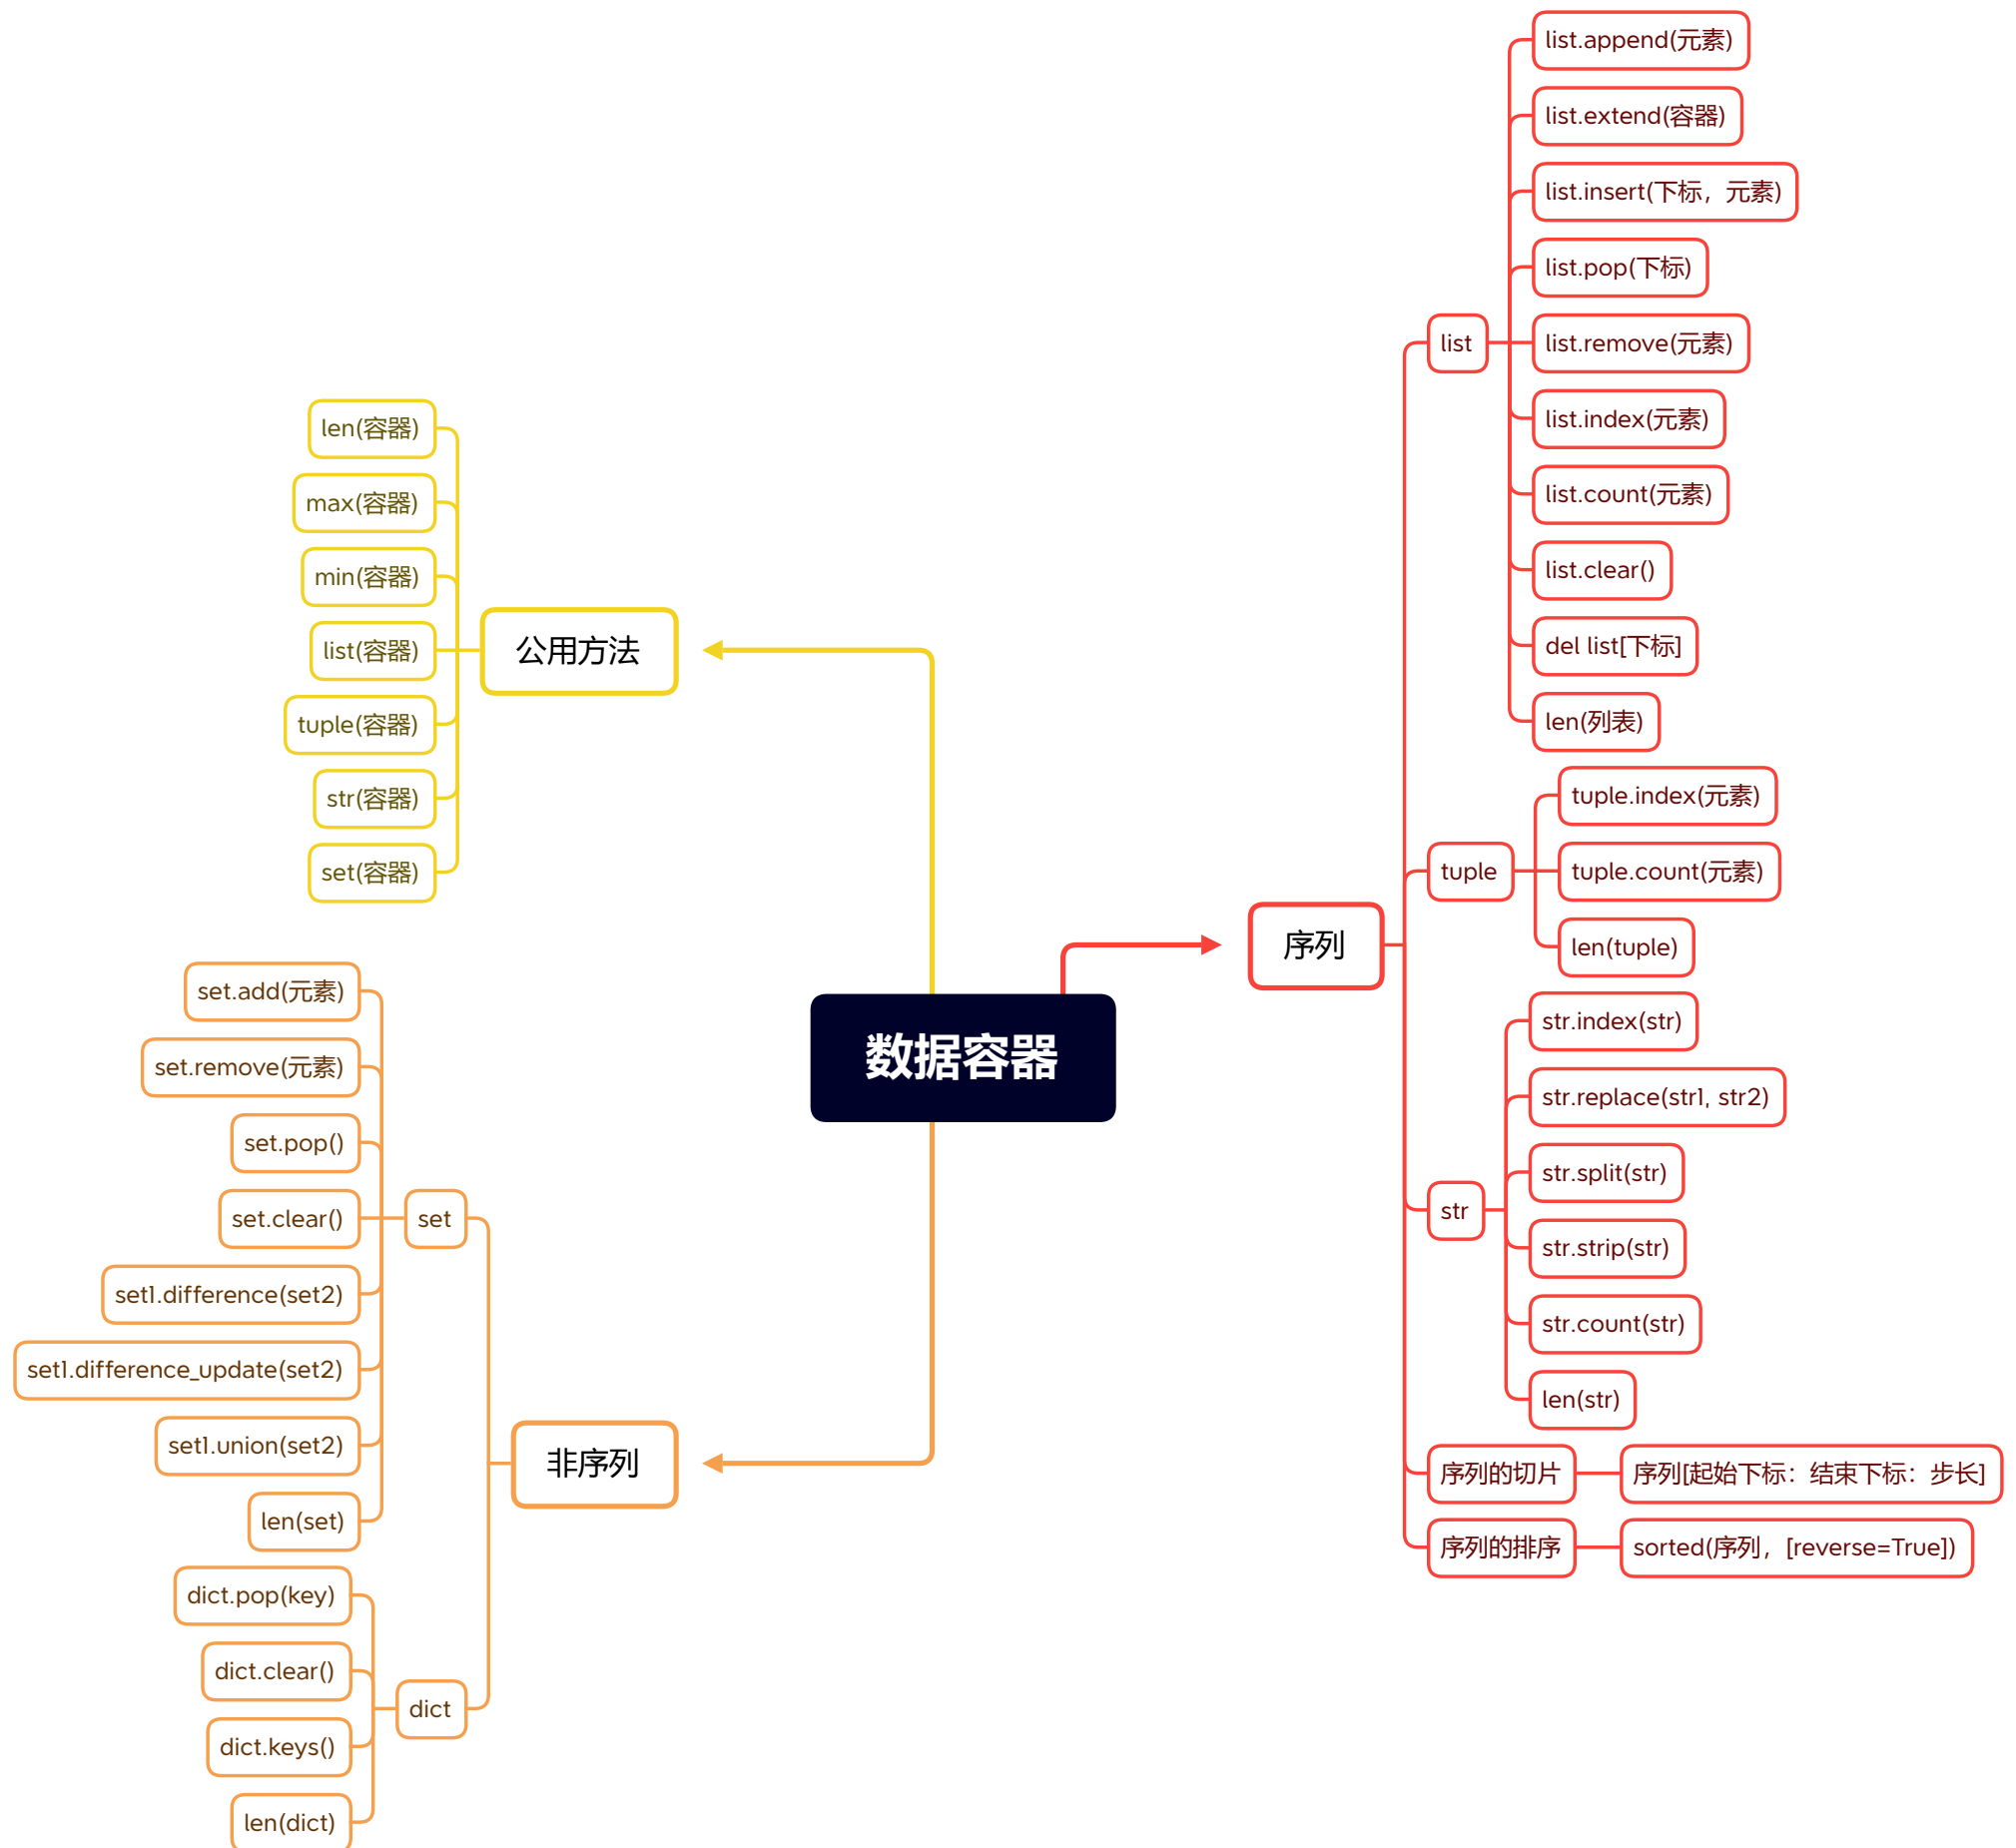 数据容器
序列
list
list.append(元素)
list.extend(容器)
list.insert(下标，元素)
list.pop(下标)
list.remove(元素)
list.index(元素)
list.count(元素)
list.clear()
del list[下标]
len(列表)
tuple
tuple.index(元素)
tuple.count(元素)
len(tuple)
str
str.index(str)
str.replace(str1, str2)
str.split(str)
str.strip(str)
str.count(str)
len(str)
序列的切片
序列[起始下标：结束下标：步长]
序列的排序
sorted(序列，[reverse=True])
非序列
set
set.add(元素)
set.remove(元素)
set.pop()
set.clear()
set1.difference(set2)
set1.difference_update(set2)
set1.union(set2)
len(set)
dict
dict.pop(key)
dict.clear()
dict.keys()
len(dict)
公用方法
len(容器)
max(容器)
min(容器)
list(容器)
tuple(容器)
str(容器)
set(容器)